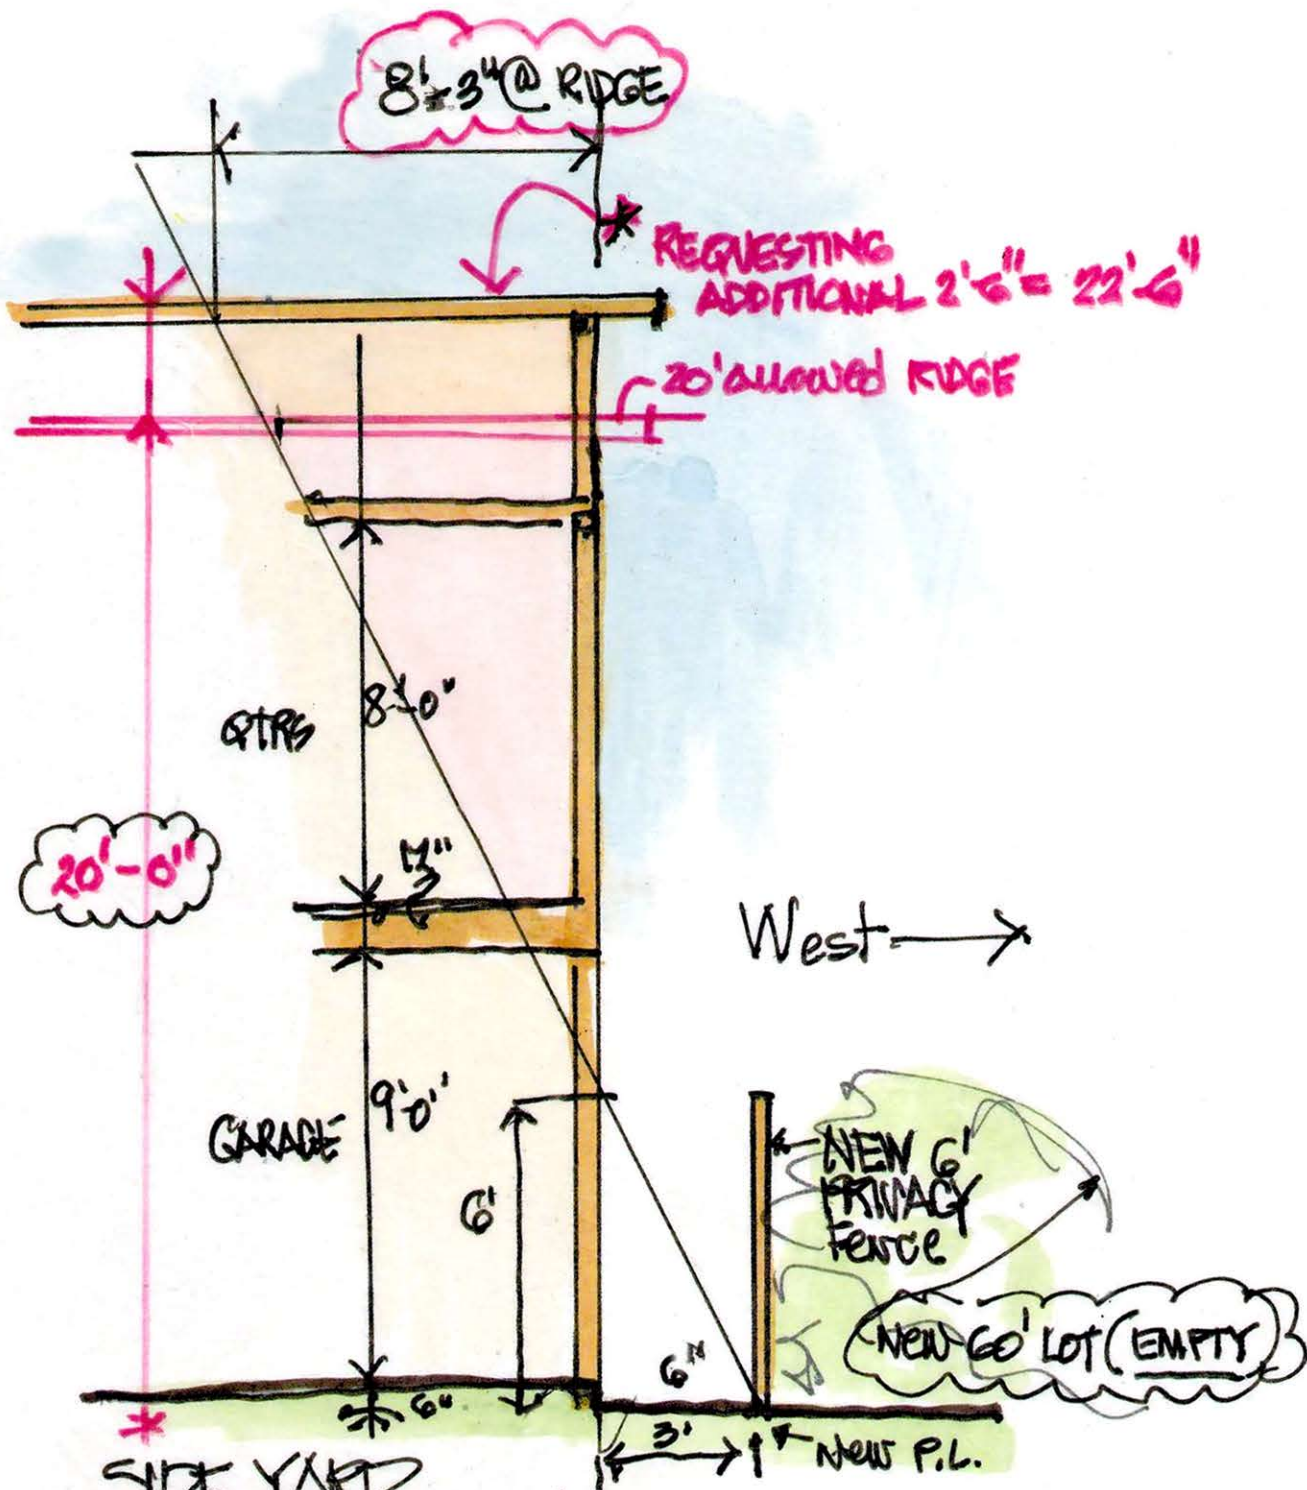 8'-3" @ RIDGE
* REQUESTING
ADDITIONAL 2'-6" = 22'-6"
20' allowed RIDGE
QTRS
8'-0"
20'-0"
West
GARAGE
9'0"
6'
NEW 6'
PRIVACY
Fence
NEW 60' LOT (EMPTY)
6"
6"
3'
NEW P.L.
SIDE YARD